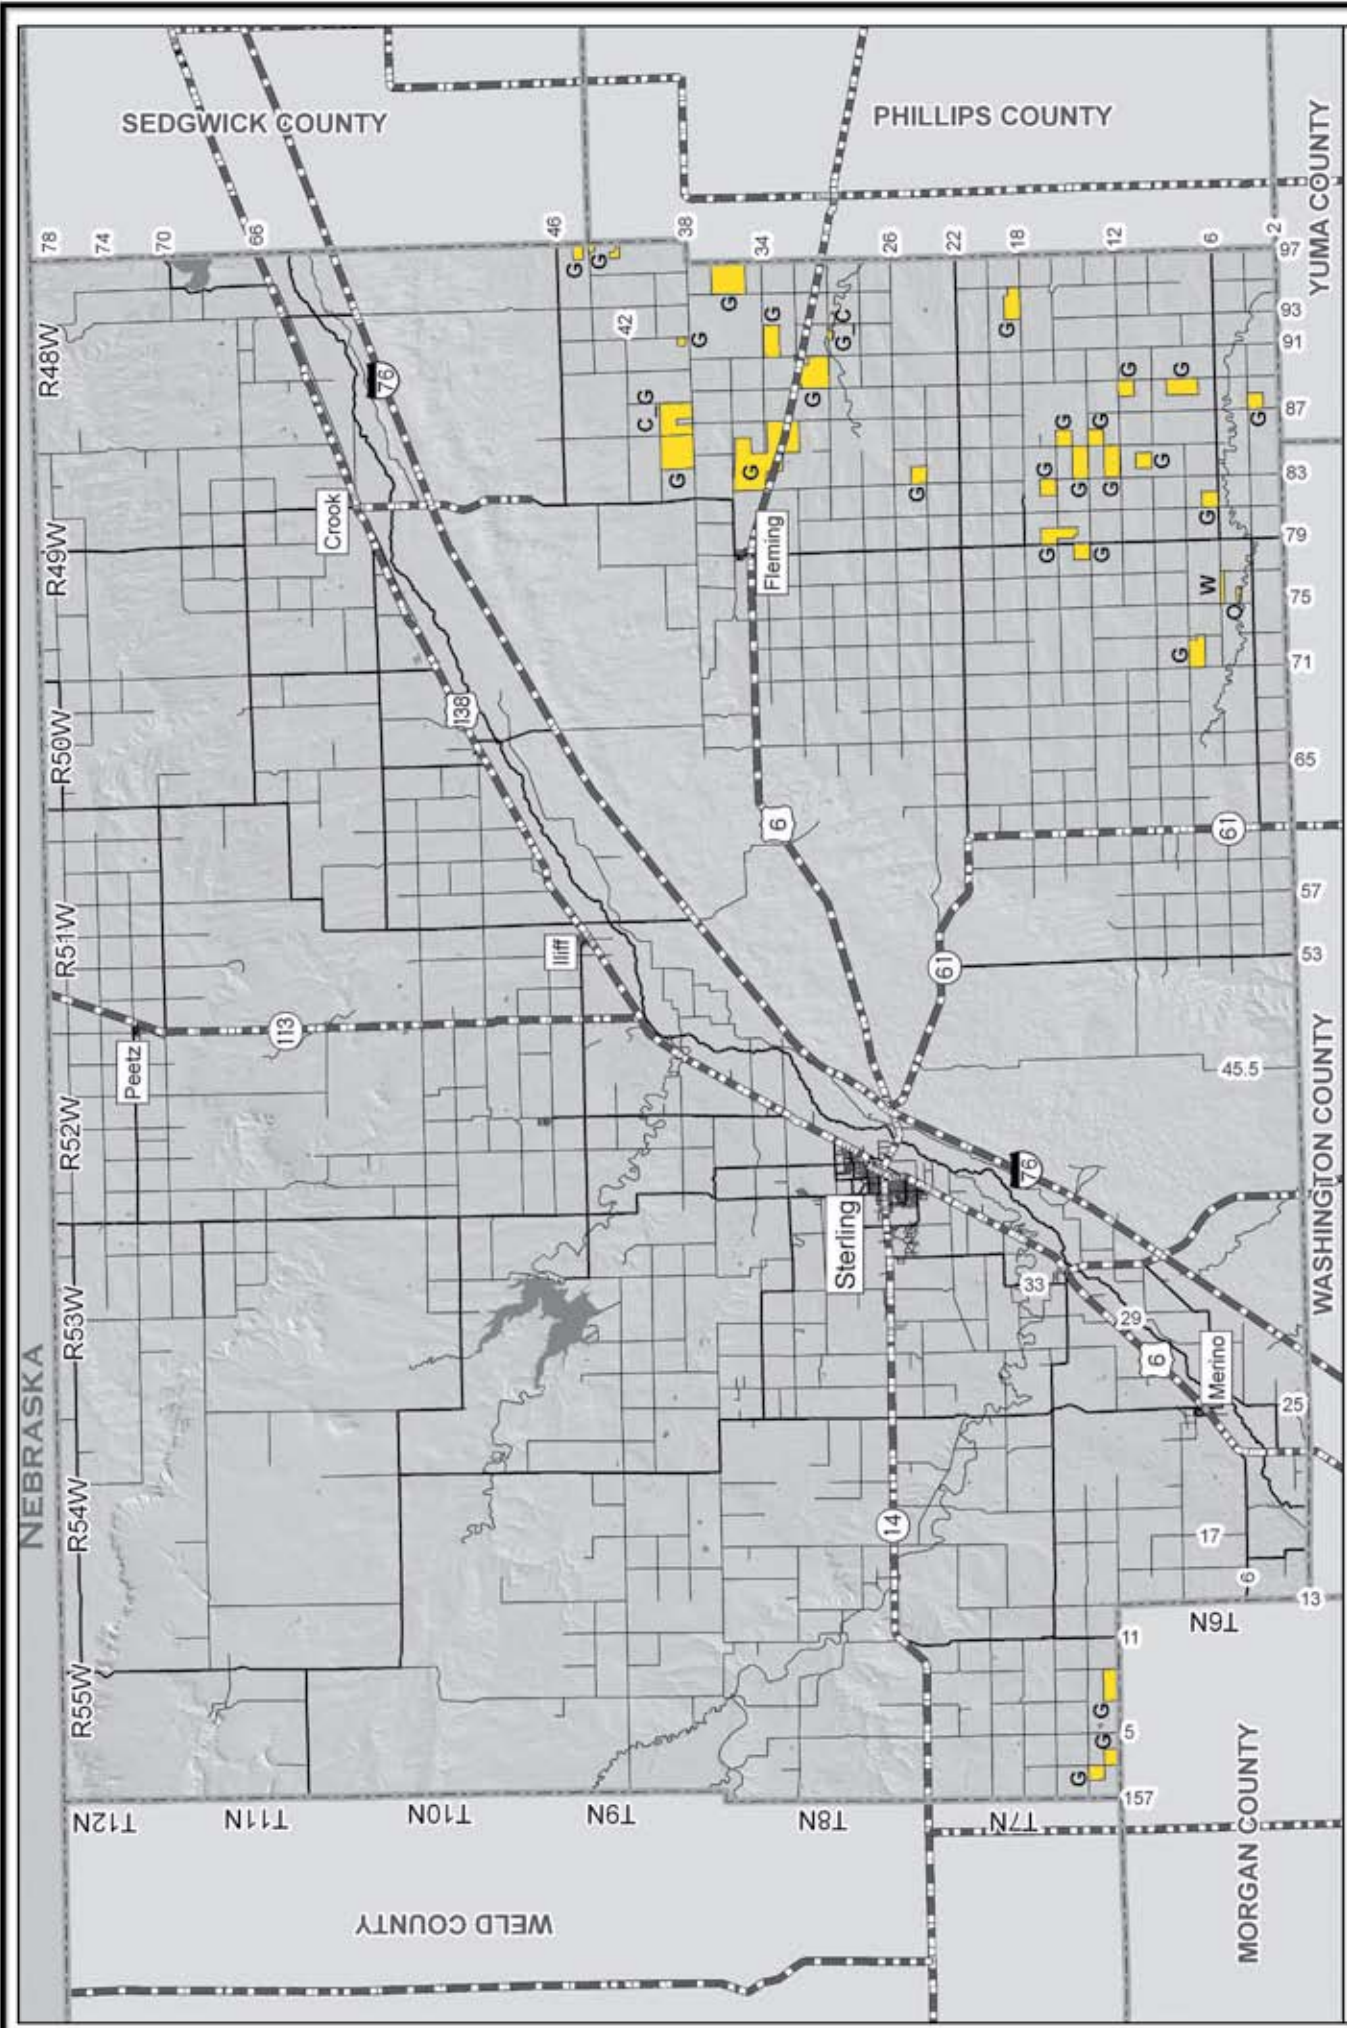 SEDGWICK COUNTY
PHILLIPS COUNTY
YUMA COUNTY
78
74
70
66
46
38
34
26
22
18
12
6
2
97
G
G
G
93
42
G
G
G_C
G
91
R48W
76
G
G
G
C_G
G
G
G
G
87
G
G
G
G
G
G
G
83
Crook
G
R49W
Fleming
G
G
79
W
Q
75
G
71
138
R50W
65
6
61
57
R51W
Iliff
61
53
113
Peetz
45.5
WASHINGTON COUNTY
R52W
76
Sterling
33
R53W
29
6
Merino
25
NEBRASKA
R54W
14
17
6
13
T6N
11
R55W
G
G
5
G
157
T12N
T11N
T10N
T9N
T8N
T7N
WELD COUNTY
MORGAN COUNTY